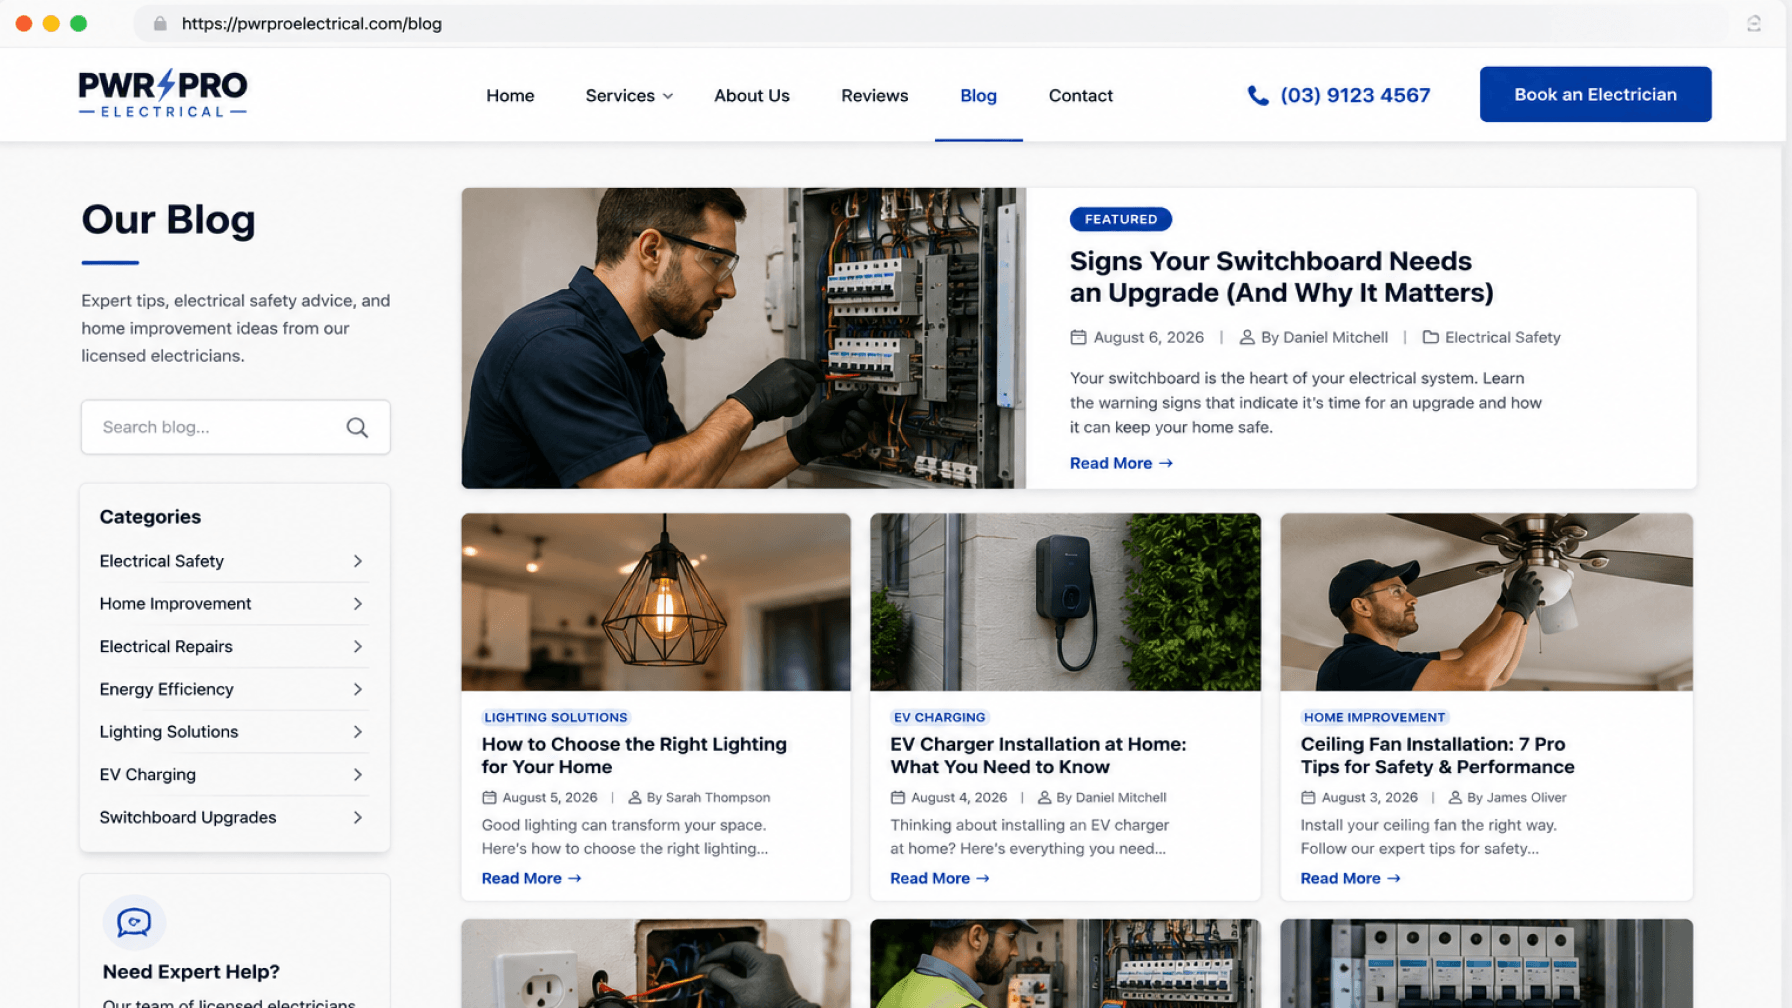 https://pwrproelectrical.com/blog
PWR PRO
ELECTRICAL
Home
Services
About Us
Reviews
Blog
Contact
(03) 9123 4567
Book an Electrician
Our Blog
Expert tips, electrical safety advice, and
home improvement ideas from our
licensed electricians.
Search blog...
Categories
Electrical Safety
Home Improvement
Electrical Repairs
Energy Efficiency
Lighting Solutions
EV Charging
Switchboard Upgrades
Need Expert Help?
Our team of licensed electricians
FEATURED
Signs Your Switchboard Needs
an Upgrade (And Why It Matters)
August 6, 2026 | By Daniel Mitchell | Electrical Safety
Your switchboard is the heart of your electrical system. Learn
the warning signs that indicate it's time for an upgrade and how
it can keep your home safe.
Read More →
LIGHTING SOLUTIONS
How to Choose the Right Lighting
for Your Home
August 5, 2026 | By Sarah Thompson
Good lighting can transform your space.
Here's how to choose the right lighting...
Read More →
EV CHARGING
EV Charger Installation at Home:
What You Need to Know
August 4, 2026 | By Daniel Mitchell
Thinking about installing an EV charger
at home? Here's everything you need...
Read More →
HOME IMPROVEMENT
Ceiling Fan Installation: 7 Pro
Tips for Safety & Performance
August 3, 2026 | By James Oliver
Install your ceiling fan the right way.
Follow our expert tips for safety...
Read More →